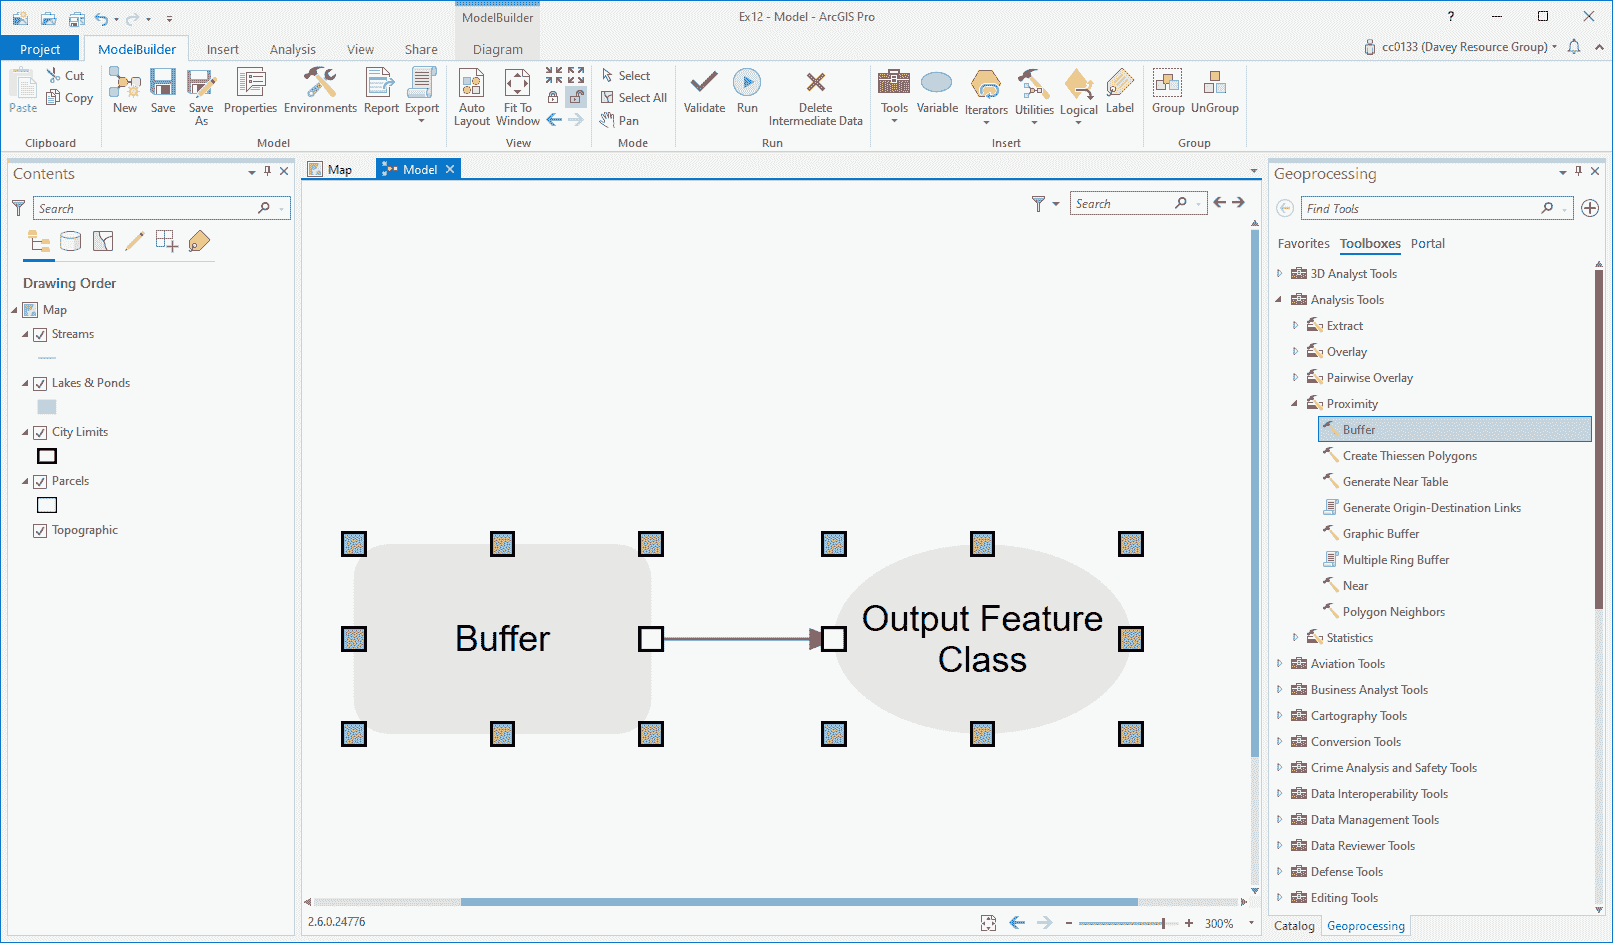 ModelBuilder
Ex12 - Model - ArcGIS Pro
?
Project
ModelBuilder
Insert
Analysis
View
Share
Diagram
cc0133 (Davey Resource Group)
Paste
Cut
Copy
Clipboard
New
Save
Save As
Properties
Environments
Report
Export
Model
Auto Layout
Fit To Window
View
Select
Select All
Pan
Mode
Validate
Run
Delete Intermediate Data
Run
Tools
Variable
Iterators
Utilities
Logical
Label
Insert
Group
UnGroup
Group
Contents
Search
Drawing Order
Map
Streams
Lakes & Ponds
City Limits
Parcels
Topographic
Map
Model
Search
Buffer
Output Feature
Class
2.6.0.24776
300%
Geoprocessing
Find Tools
Favorites
Toolboxes
Portal
3D Analyst Tools
Analysis Tools
Extract
Overlay
Pairwise Overlay
Proximity
Buffer
Create Thiessen Polygons
Generate Near Table
Generate Origin-Destination Links
Graphic Buffer
Multiple Ring Buffer
Near
Polygon Neighbors
Statistics
Aviation Tools
Business Analyst Tools
Cartography Tools
Conversion Tools
Crime Analysis and Safety Tools
Data Interoperability Tools
Data Management Tools
Data Reviewer Tools
Defense Tools
Editing Tools
Catalog
Geoprocessing